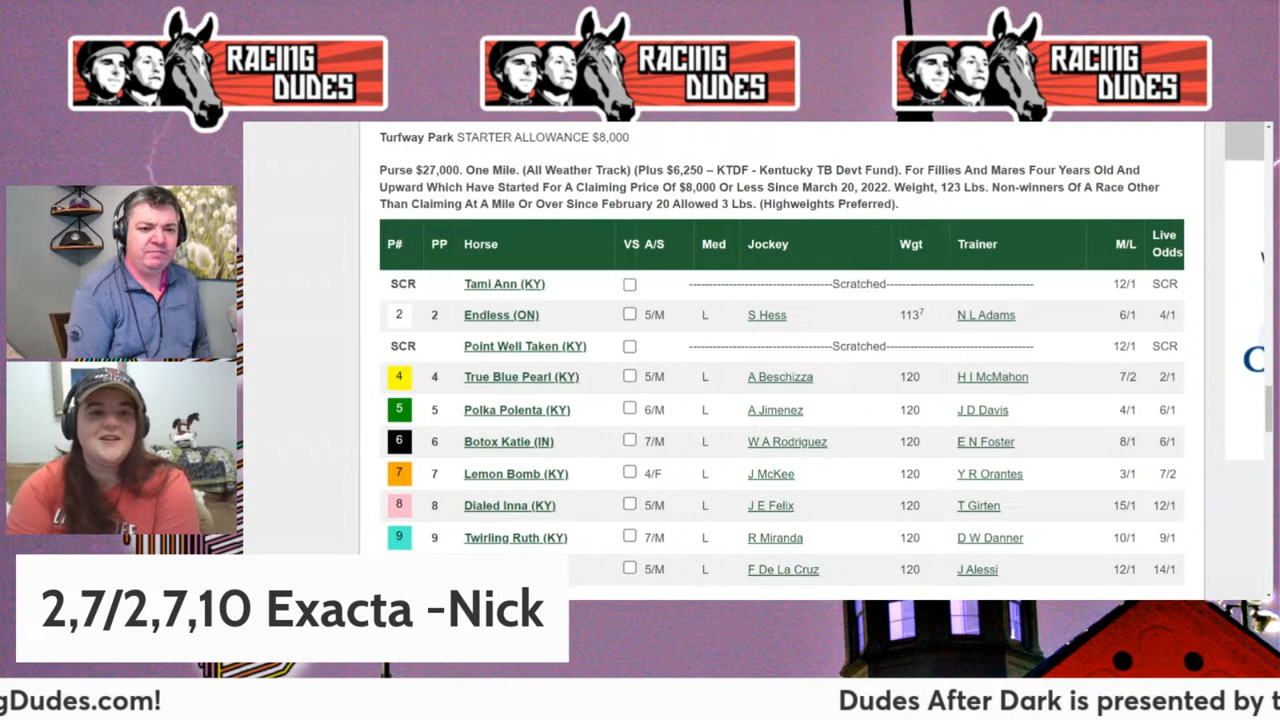 RACING
DUDES
RACING
DUDES
RACING
DUDES
Turfway Park STARTER ALLOWANCE $8,000
Purse $27,000. One Mile. (All Weather Track) (Plus $6,250 – KTDF - Kentucky TB Devt Fund). For Fillies And Mares Four Years Old And
Upward Which Have Started For A Claiming Price Of $8,000 Or Less Since March 20, 2022. Weight, 123 Lbs. Non-winners Of A Race Other
Than Claiming At A Mile Or Over Since February 20 Allowed 3 Lbs. (Highweights Preferred).
P# PP Horse VS A/S Med Jockey Wgt Trainer M/L Live Odds
SCR Tami Ann (KY) Scratched 12/1 SCR
2 2 Endless (ON) 5/M L S Hess 113⁷ N L Adams 6/1 4/1
SCR Point Well Taken (KY) Scratched 12/1 SCR
4 4 True Blue Pearl (KY) 5/M L A Beschizza 120 H I McMahon 7/2 2/1
5 5 Polka Polenta (KY) 6/M L A Jimenez 120 J D Davis 4/1 6/1
6 6 Botox Katie (IN) 7/M L W A Rodriguez 120 E N Foster 8/1 6/1
7 7 Lemon Bomb (KY) 4/F L J McKee 120 Y R Orantes 3/1 7/2
8 8 Dialed Inna (KY) 5/M L J E Felix 120 T Girten 15/1 12/1
9 9 Twirling Ruth (KY) 7/M L R Miranda 120 D W Danner 10/1 9/1
5/M L F De La Cruz 120 J Alessi 12/1 14/1
2,7/2,7,10 Exacta -Nick
gDudes.com!
Dudes After Dark is presented by t